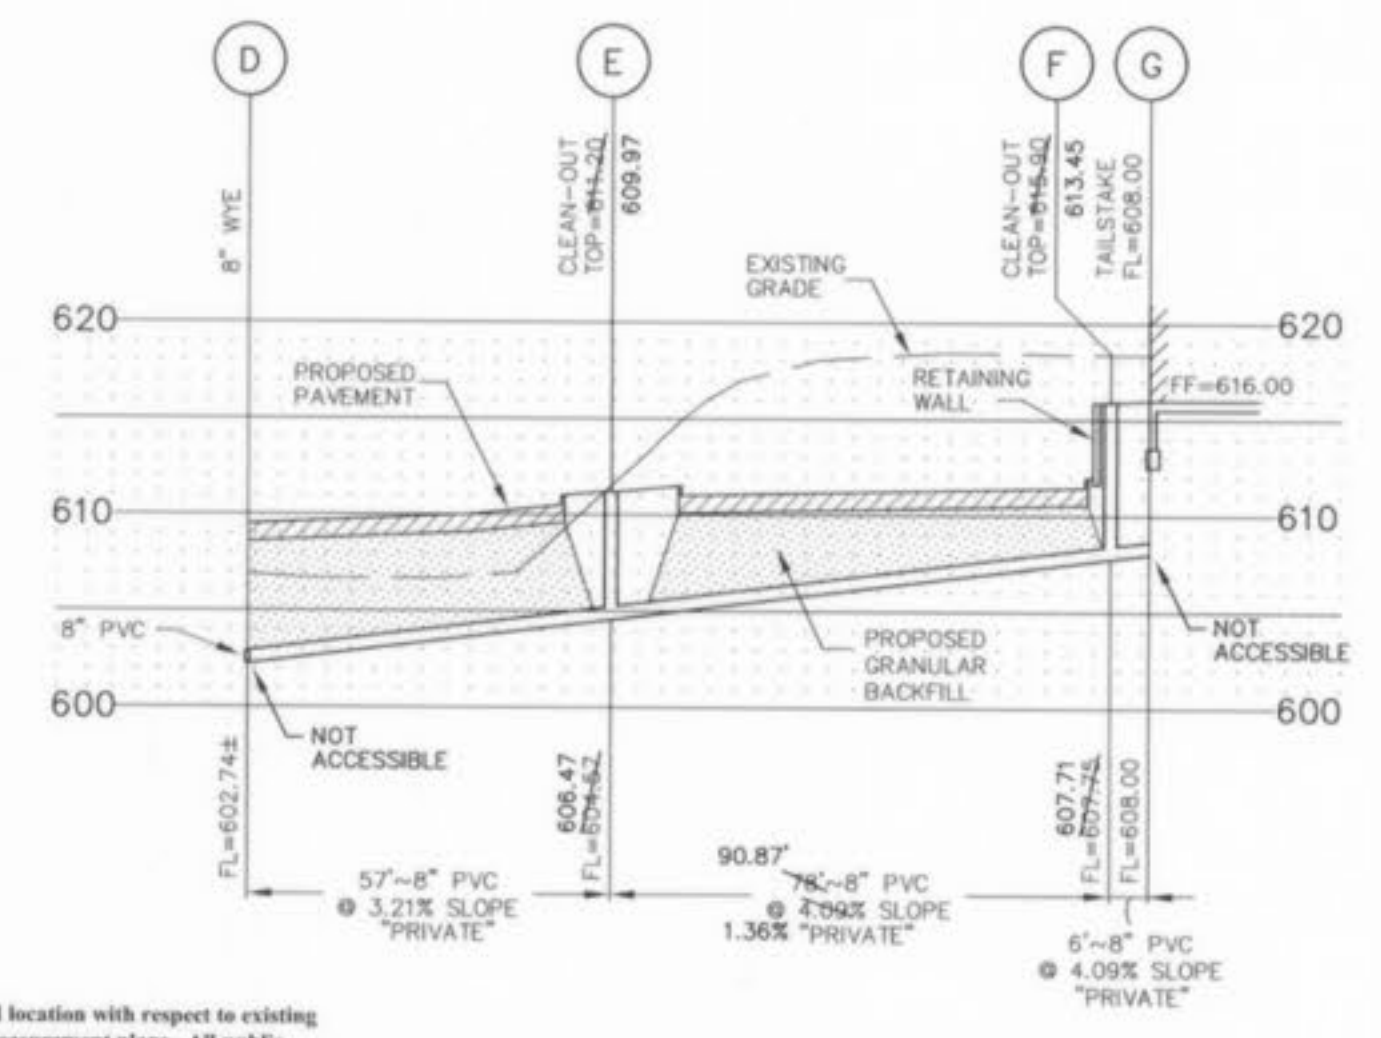 D
E
F
G
8" WYE
CLEAN-OUT
TOP=611.20
609.97
CLEAN-OUT
TOP=615.90
613.45
TAILSTAKE
FL=608.00
EXISTING
GRADE
620
620
PROPOSED
PAVEMENT
RETAINING
WALL
FF=616.00
610
610
8" PVC
PROPOSED
GRANULAR
BACKFILL
NOT
ACCESSIBLE
600
600
NOT
ACCESSIBLE
FL=602.74±
606.47
FL=604.57
607.71
FL=607.75
FL=608.00
57'~8" PVC
@ 3.21% SLOPE
"PRIVATE"
90.87'
78'~8" PVC
@ 4.09% SLOPE
1.36% "PRIVATE"
6'~8" PVC
@ 4.09% SLOPE
"PRIVATE"
location with respect to existing